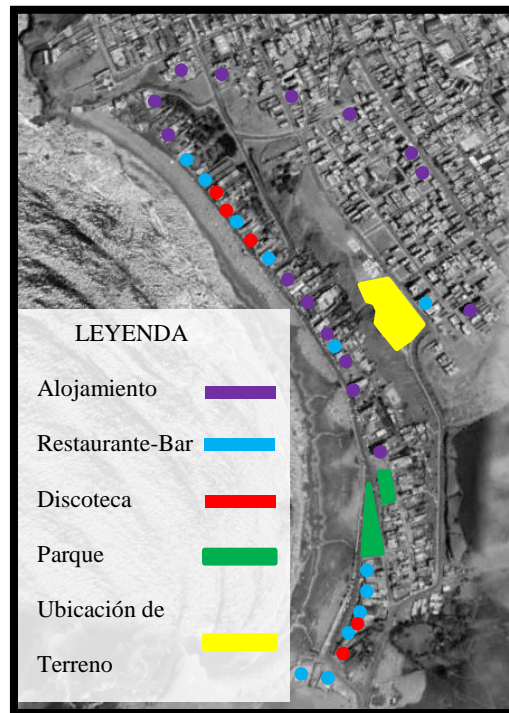 LEYENDA
Alojamiento
Restaurante-Bar
Discoteca
Parque
Ubicación de
Terreno